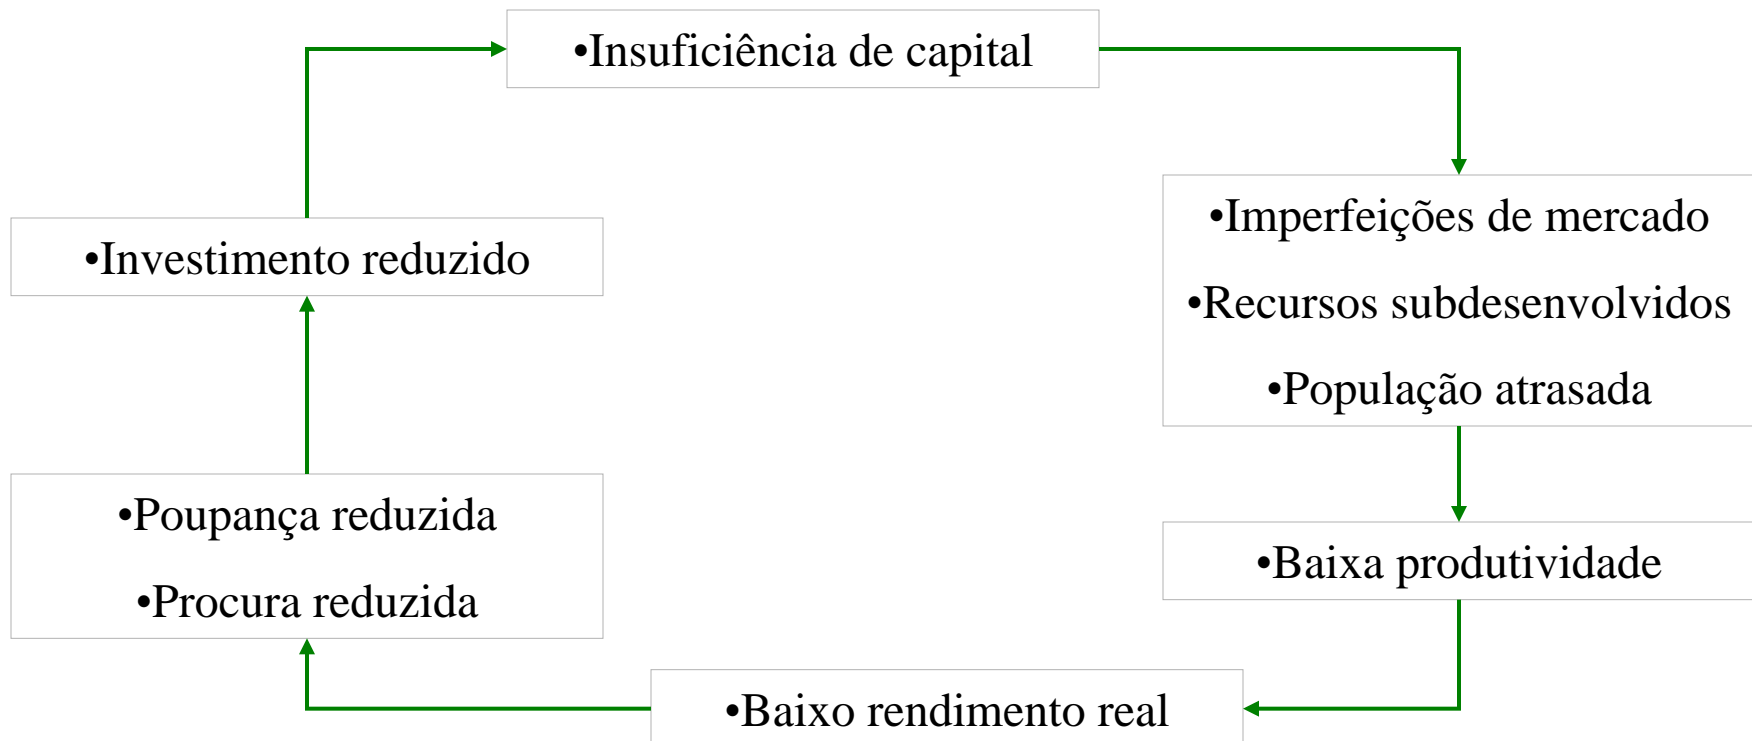 •Insuficiência de capital
•Imperfeições de mercado
•Recursos subdesenvolvidos
•População atrasada
•Baixa produtividade
•Baixo rendimento real
•Poupança reduzida
•Procura reduzida
•Investimento reduzido